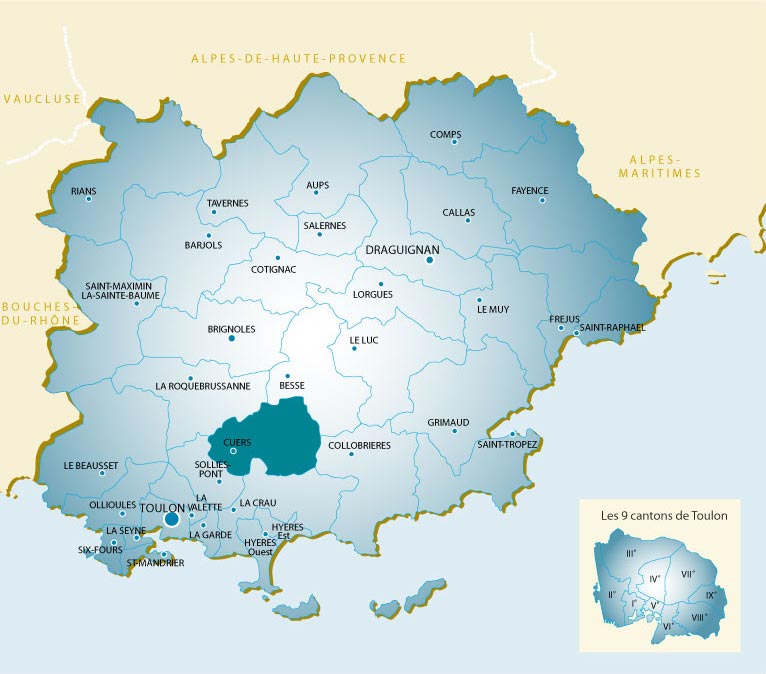 ALPES-DE-HAUTE-PROVENCE
VAUCLUSE
COMPS
ALPES-
MARITIMES
RIANS
AUPS
FAYENCE
TAVERNES
CALLAS
SALERNES
BARJOLS
DRAGUIGNAN
COTIGNAC
SAINT-MAXIMIN
LA-SAINTE-BAUME
LORGUES
BOUCHES-
DU-RHÔNE
LE MUY
FREJUS
SAINT-RAPHAEL
BRIGNOLES
LE LUC
LA ROQUEBRUSSANNE
BESSE
GRIMAUD
CUERS
COLLOBRIERES
SAINT-TROPEZ
LE BEAUSSET
SOLLIES-
PONT
OLLIOULES
TOULON
LA
VALETTE
LA CRAU
LA SEYNE
LA GARDE
HYERES
Est
HYERES
Ouest
SIX-FOURS
ST-MANDRIER
Les 9 cantons de Toulon
III°
IV°
VII°
II°
I°
V°
IX°
VI°
VIII°